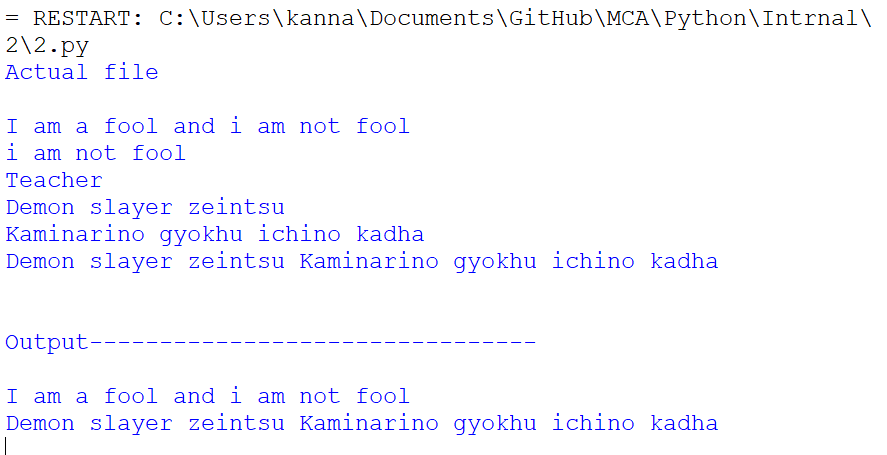 = RESTART: C:\Users\kanna\Documents\GitHub\MCA\Python\Intrnal\
2\2.py
Actual file
I am a fool and i am not fool
i am not fool
Teacher
Demon slayer zeintsu
Kaminarino gyokhu ichino kadha
Demon slayer zeintsu Kaminarino gyokhu ichino kadha
Output--------------------------------
I am a fool and i am not fool
Demon slayer zeintsu Kaminarino gyokhu ichino kadha